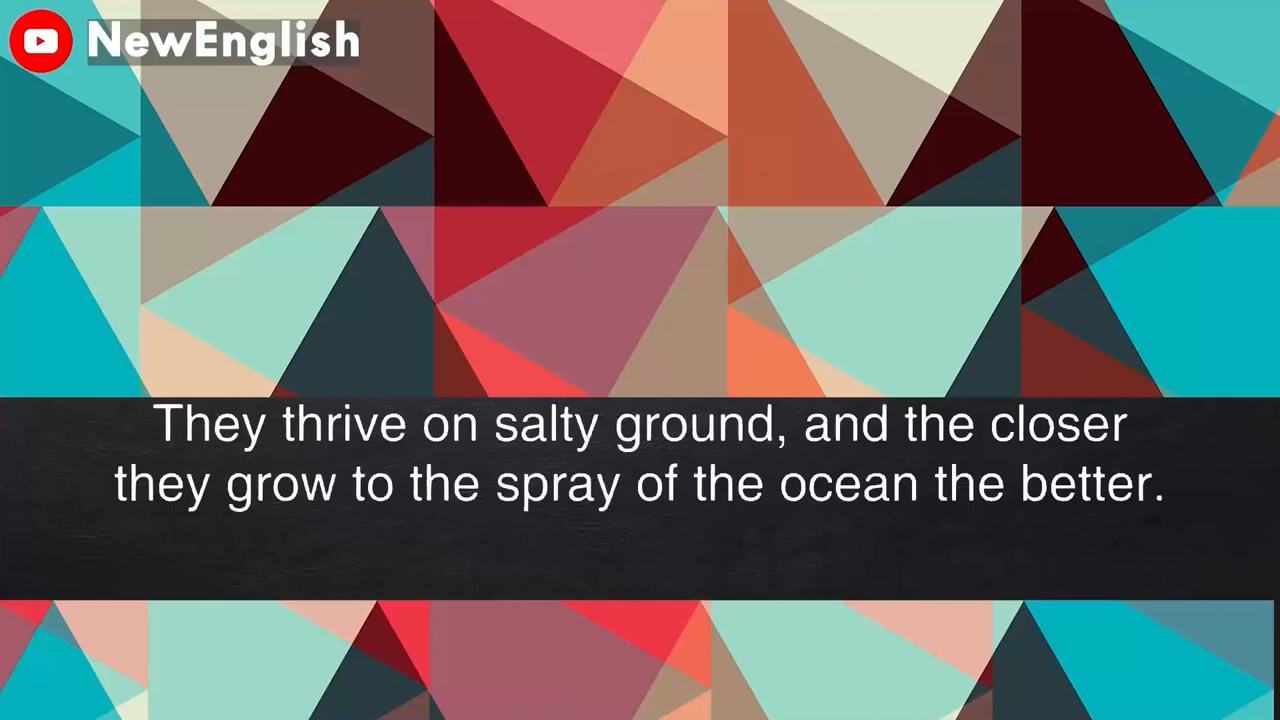 NewEnglish
They thrive on salty ground, and the closer
they grow to the spray of the ocean the better.